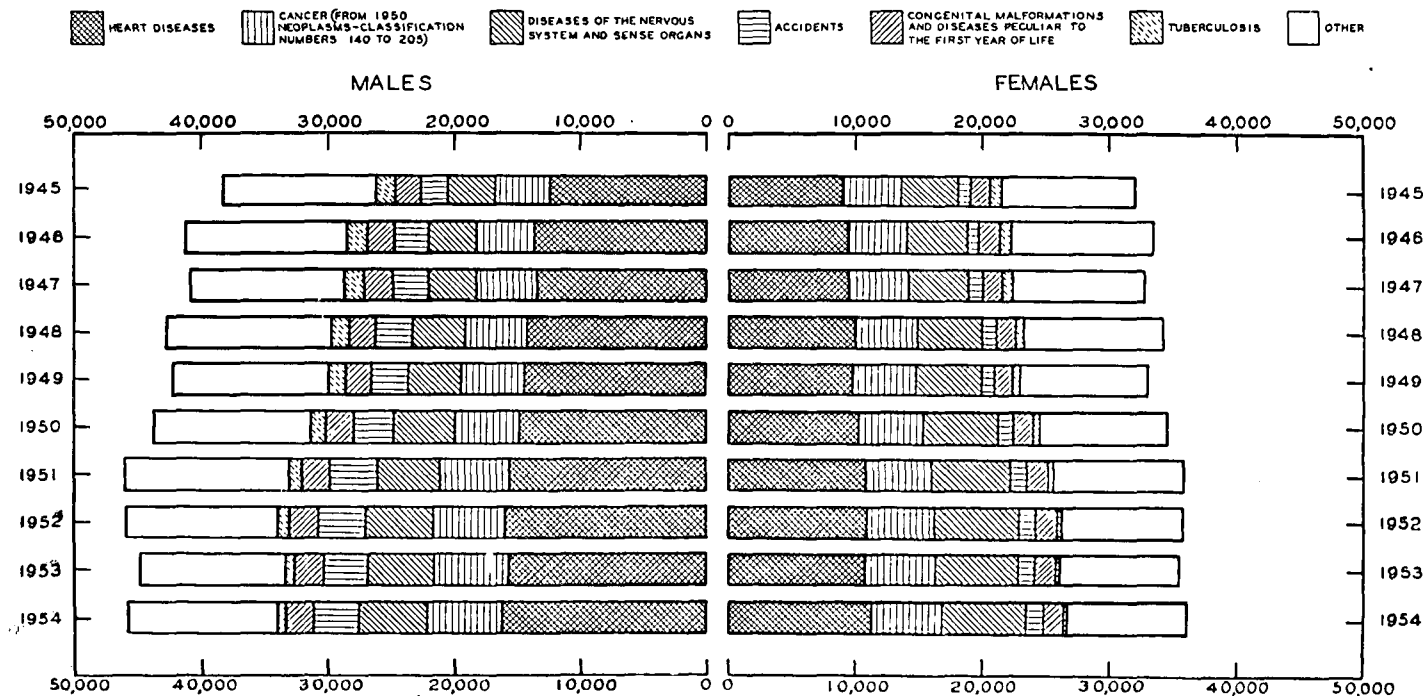 HEART DISEASES
CANCER (FROM 1950
NEOPLASMS-CLASSIFICATION
NUMBERS 140 TO 205)
DISEASES OF THE NERVOUS
SYSTEM AND SENSE ORGANS
ACCIDENTS
CONGENITAL MALFORMATIONS
AND DISEASES PECULIAR TO
THE FIRST YEAR OF LIFE
TUBERCULOSIS
OTHER
MALES
FEMALES
50,000 40,000 30,000 20,000 10,000 0
0 10,000 20,000 30,000 40,000 50,000
1945 1945
1946 1946
1947 1947
1948 1948
1949 1949
1950 1950
1951 1951
1952 1952
1953 1953
1954 1954
50,000 40,000 30,000 20,000 10,000 0
0 10,000 20,000 30,000 40,000 50,000